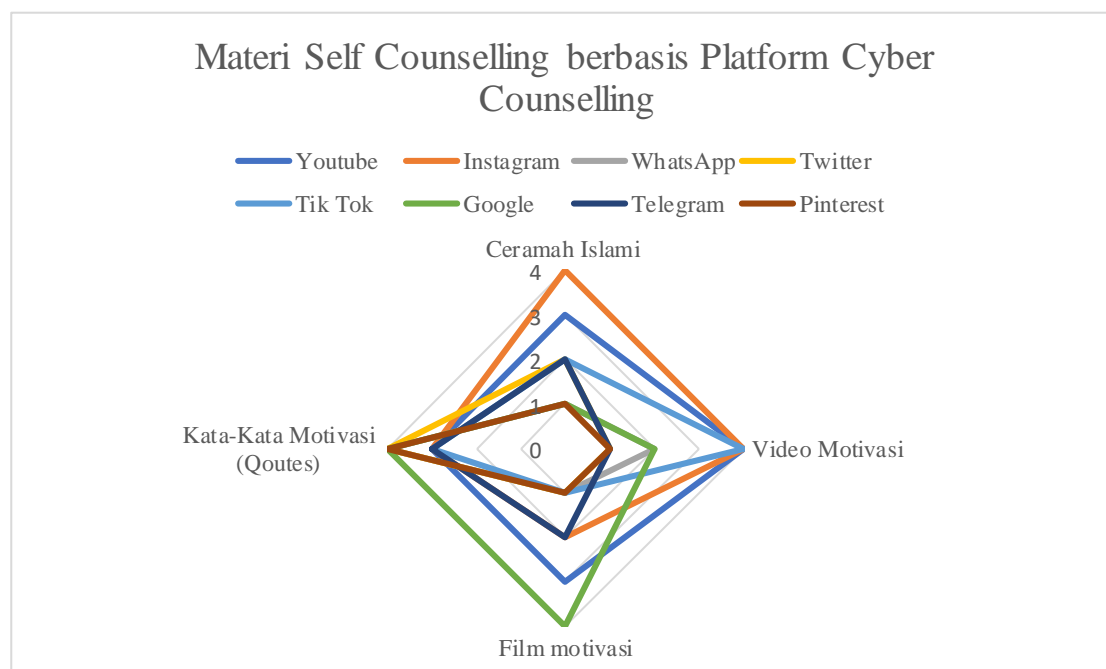 Materi Self Counselling berbasis Platform Cyber
Counselling
Youtube Instagram WhatsApp Twitter
Tik Tok Google Telegram Pinterest
Ceramah Islami
4
3
2
1
0
Kata-Kata Motivasi
(Qoutes)
Video Motivasi
Film motivasi